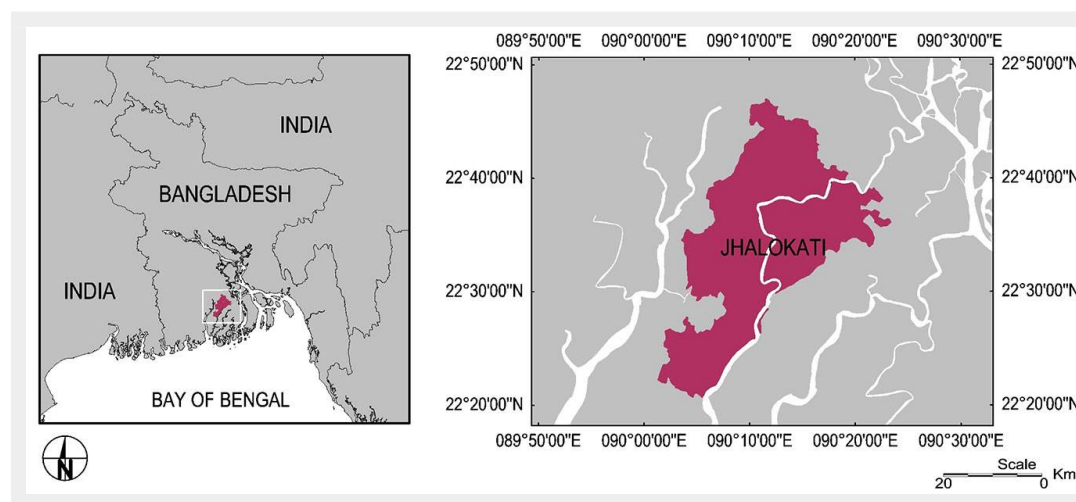 INDIA
BANGLADESH
INDIA
BAY OF BENGAL
N
089°50'00"E 090°00'00"E 090°10'00"E 090°20'00"E 090°30'00"E
22°50'00"N 22°50'00"N
22°40'00"N 22°40'00"N
JHALOKATI
22°30'00"N 22°30'00"N
22°20'00"N 22°20'00"N
089°50'00"E 090°00'00"E 090°10'00"E 090°20'00"E 090°30'00"E
Scale
20 0 Km